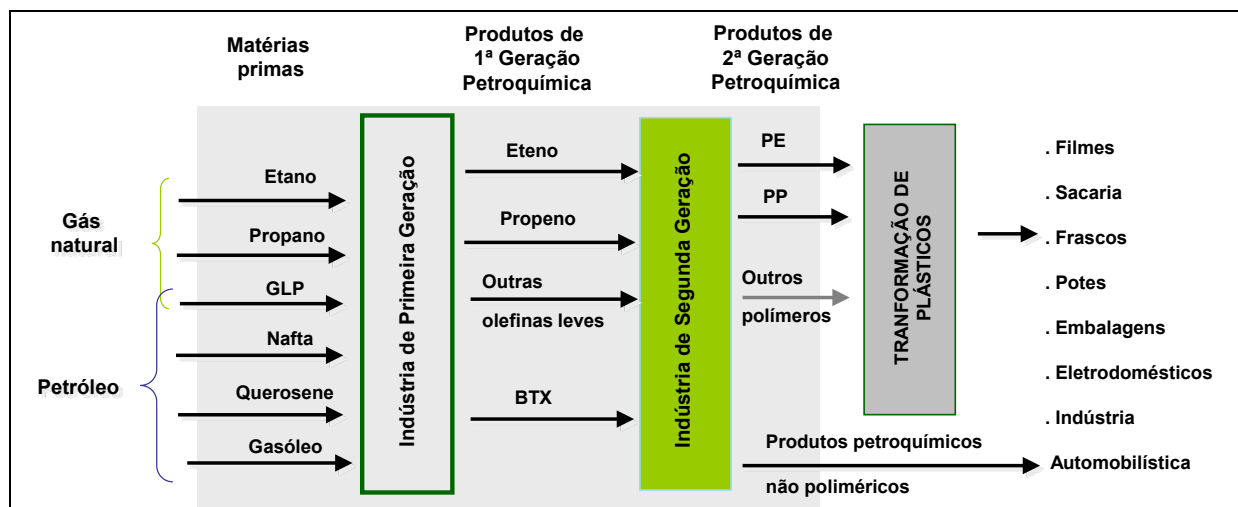 Matérias
primas
Produtos de
1ª Geração
Petroquímica
Produtos de
2ª Geração
Petroquímica
Gás
natural
Petróleo
Etano
Propano
GLP
Nafta
Querosene
Gasóleo
Indústria de Primeira Geração
Eteno
Propeno
Outras
olefinas leves
BTX
Indústria de Segunda Geração
PE
PP
Outros
polímeros
Produtos petroquímicos
não poliméricos
TRANFORMAÇÃO DE
PLÁSTICOS
. Filmes
. Sacaria
. Frascos
. Potes
. Embalagens
. Eletrodomésticos
. Indústria
Automobilística